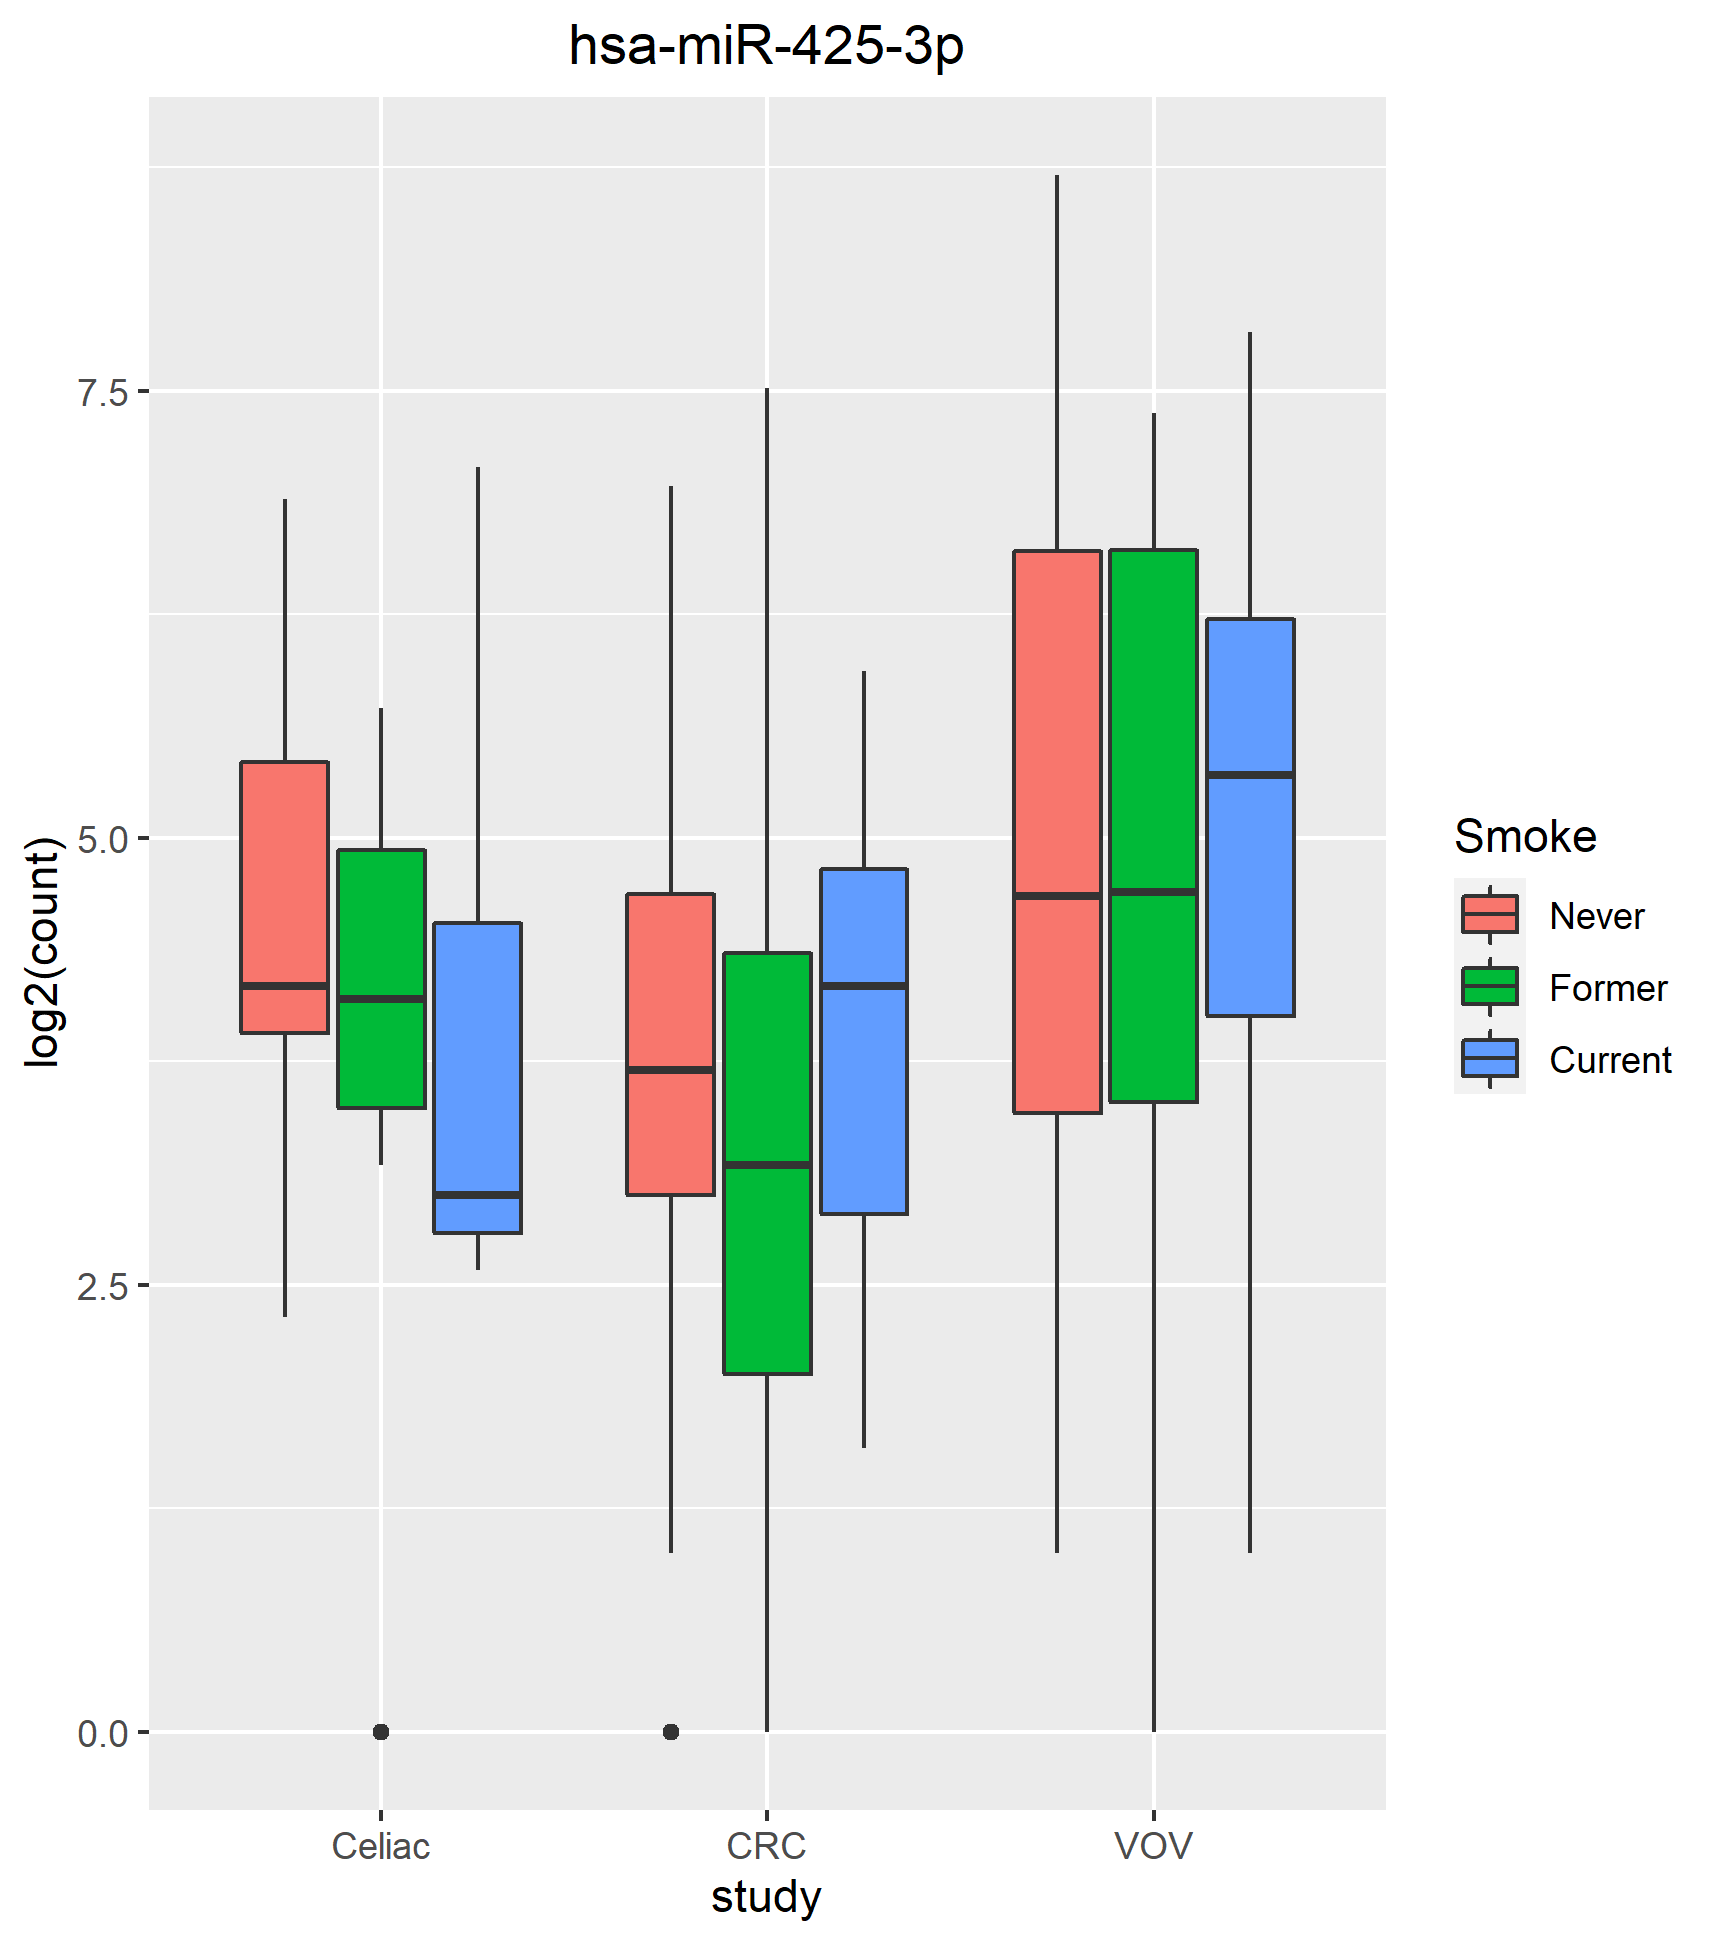 hsa-miR-425-3p
log2(count)
7.5
5.0
2.5
0.0
Celiac CRC VOV
study
Smoke
Never
Former
Current